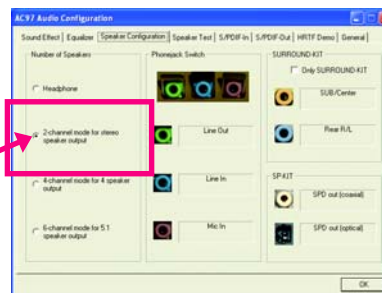 AC97 Audio Configuration
Sound Effect | Equalizer | Speaker Configuration | Speaker Test | S/PDIF-In | S/PDIF-Out | HRTF Demo | General
Number of Speakers
Headphone
2-channel mode for stereo
speaker output
4-channel mode for 4 speaker
output
6-channel mode for 5.1
speaker output
Phonejack Switch
Line Out
Line In
Mic In
SURROUND-KIT
Only SURROUND-KIT
SUB/Center
Rear R/L
SP-KIT
SPD out (coaxial)
SPD out (optical)
OK